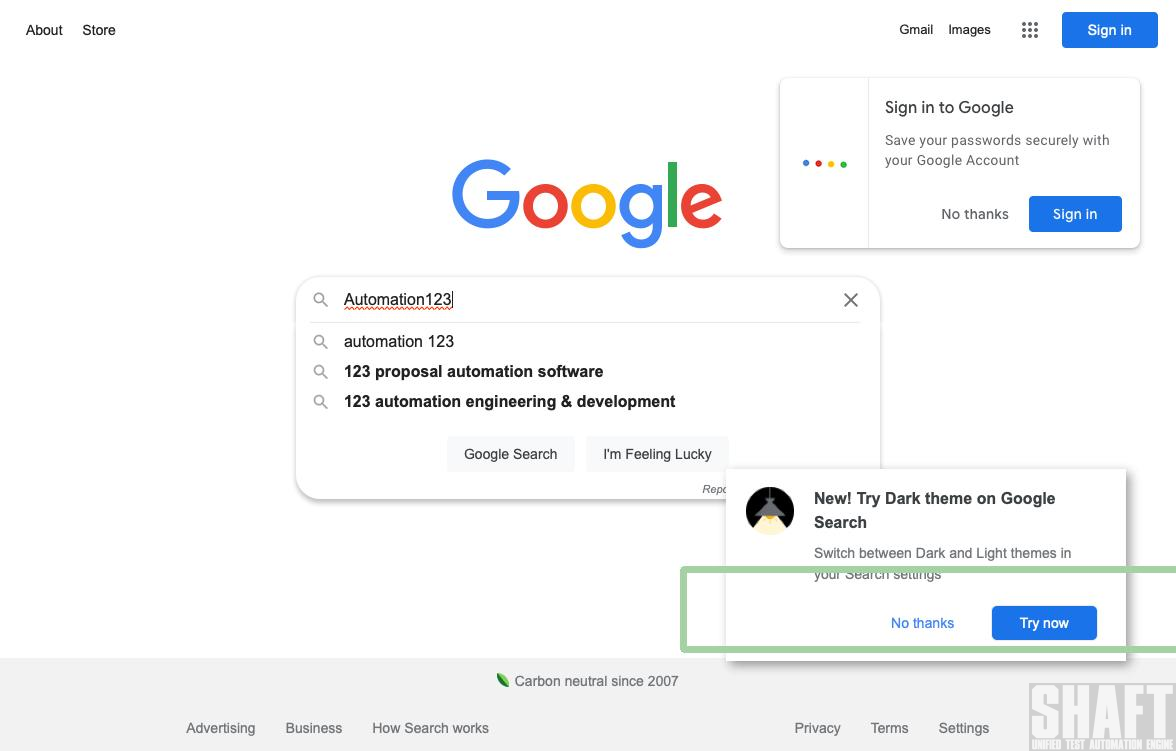 About Store
Gmail Images
Sign in
Sign in to Google
Save your passwords securely with
your Google Account
No thanks
Sign in
Google
Automation123
automation 123
123 proposal automation software
123 automation engineering & development
Google Search
I'm Feeling Lucky
New! Try Dark theme on Google
Search
Switch between Dark and Light themes in
your Search settings
No thanks
Try now
Carbon neutral since 2007
Advertising Business How Search works
Privacy Terms Settings
SHAFT
UNIFIED TEST AUTOMATION ENGINE